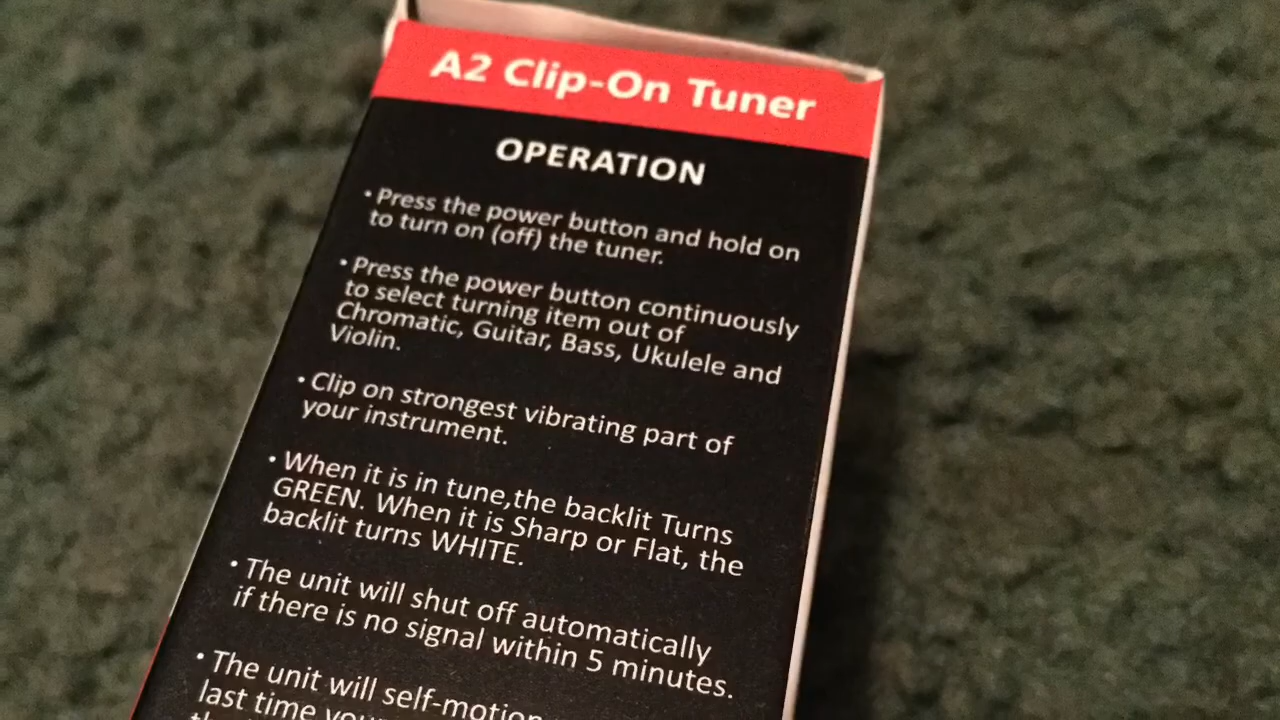 A2 Clip-On Tuner
OPERATION
• Press the power button and hold on
to turn on (off) the tuner.
• Press the power button continuously
to select turning item out of
Chromatic, Guitar, Bass, Ukulele and
Violin.
• Clip on strongest vibrating part of
your instrument.
• When it is in tune,the backlit Turns
GREEN. When it is Sharp or Flat, the
backlit turns WHITE.
• The unit will shut off automatically
if there is no signal within 5 minutes.
• The unit will self-motion
last time your